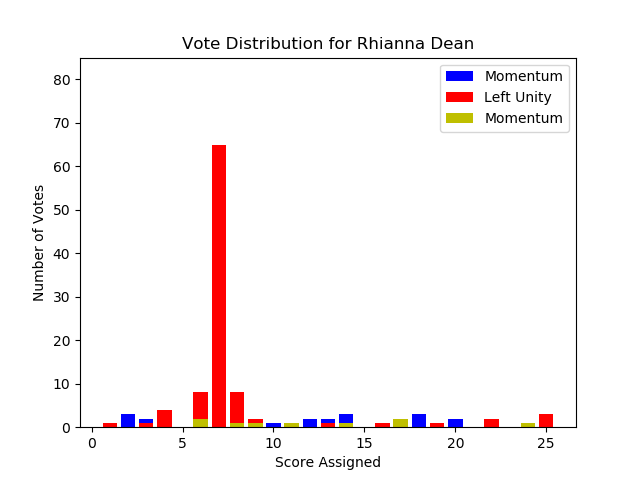 Vote Distribution for Rhianna Dean
Momentum
Left Unity
Momentum
Number of Votes
80
70
60
50
40
30
20
10
0
0 5 10 15 20 25
Score Assigned